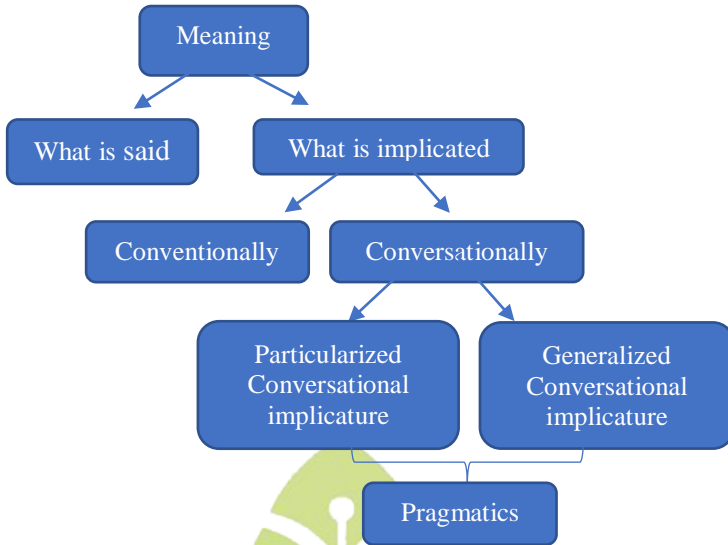 Meaning
What is said
What is implicated
Conventionally
Conversationally
Particularized
Conversational
implicature
Generalized
Conversational
implicature
Pragmatics